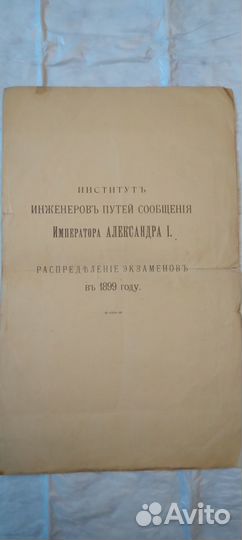 ИНСТИТУТЪ
ИНЖЕНЕРОВЪ ПУТЕЙ СООБЩЕНІЯ
ИМПЕРАТОРА АЛЕКСАНДРА I.
РАСПРЕДѢЛЕНІЕ ЭКЗАМЕНОВЪ
въ 1899 году.
Avito